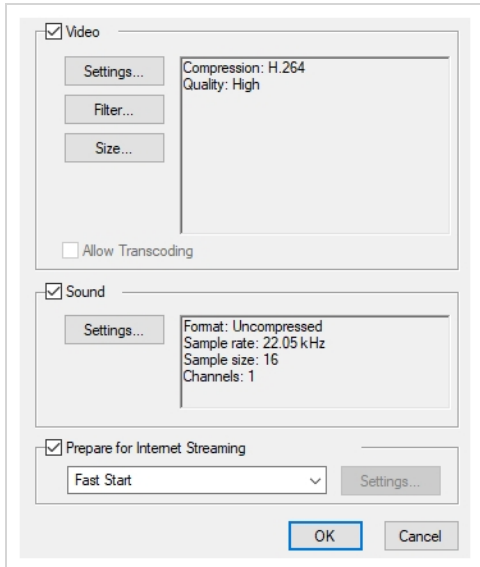 Video
Settings...
Compression: H.264
Quality: High
Filter...
Size...
Allow Transcoding
Sound
Settings...
Format: Uncompressed
Sample rate: 22.05 kHz
Sample size: 16
Channels: 1
Prepare for Internet Streaming
Fast Start
Settings...
OK
Cancel